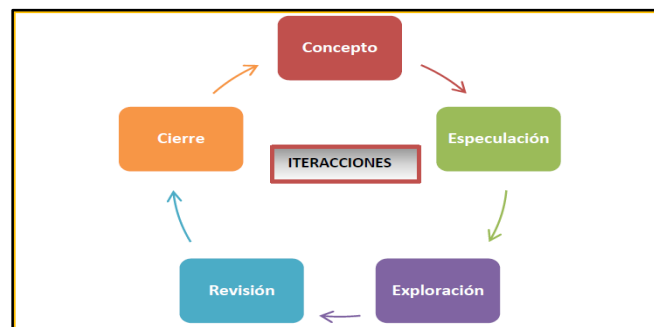 Concepto
Cierre
Especulación
ITERACCIONES
Revisión
Exploración